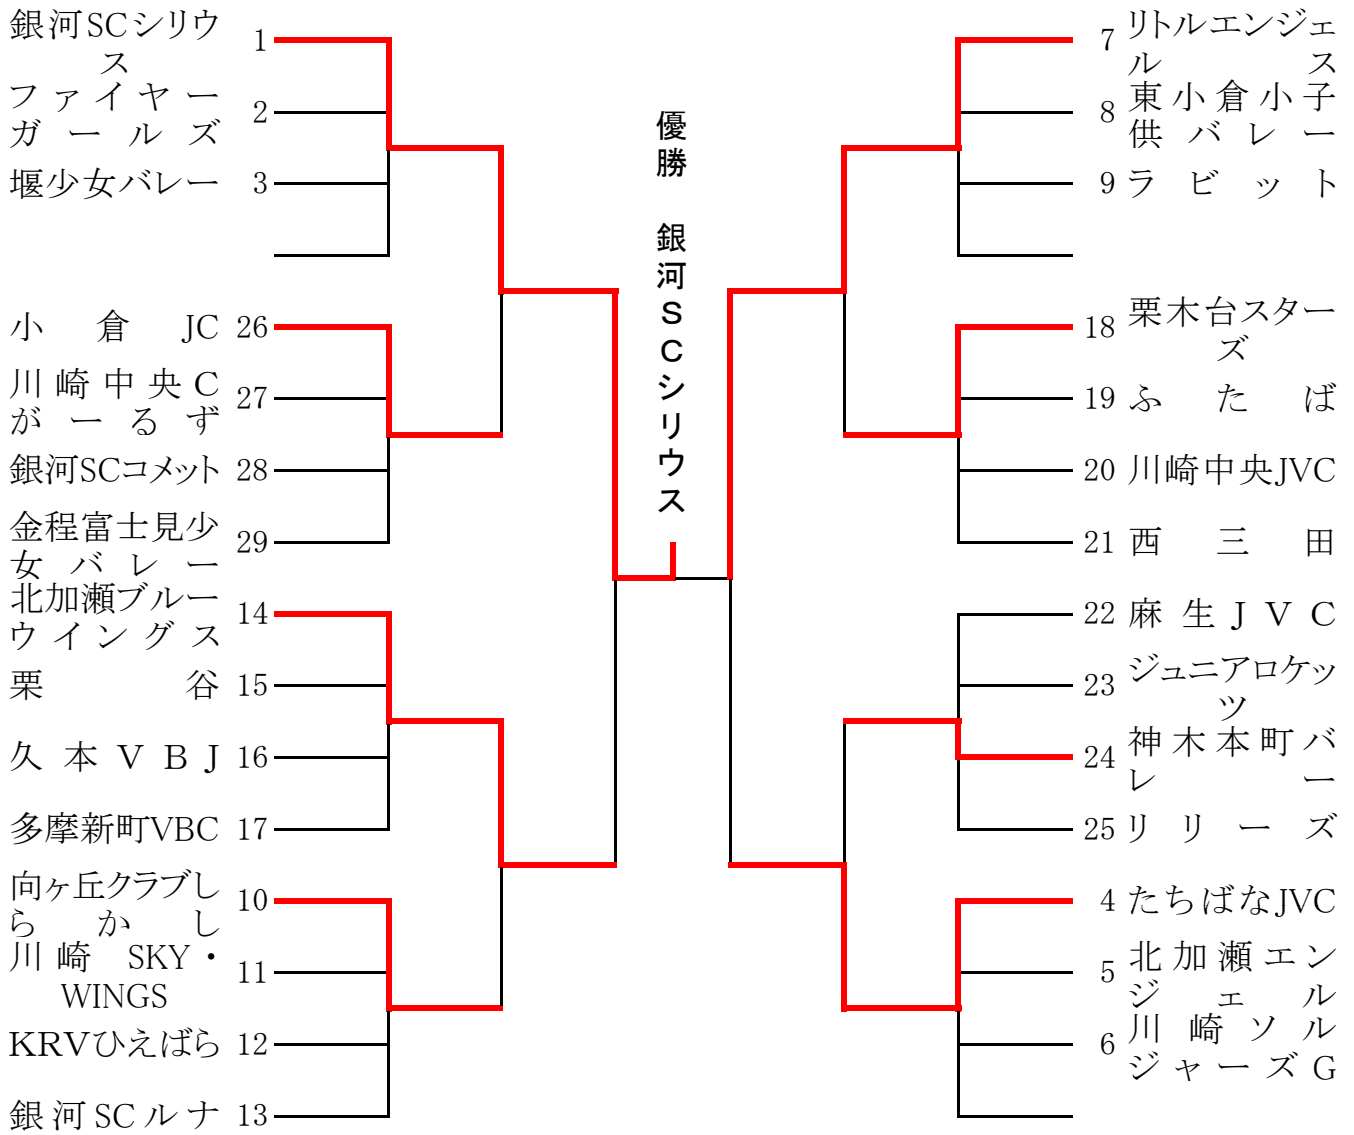 銀河SCシリウ
ス
1
ファイヤー
ガールズ
2
堰少女バレー 3
小倉JC 26
川崎中央C
がーるず
27
銀河SCコメット 28
金程富士見少
女バレー
29
北加瀬ブルー
ウイングス
14
栗谷 15
久本VBJ 16
多摩新町VBC 17
向ヶ丘クラブし
らかし
10
川崎 SKY・
WINGS
11
KRVひえばら 12
銀河SCルナ 13
優勝 銀河SCシリウス
7
リトルエンジェ
ルス
8
東小倉小子
供バレー
9 ラビット
18
栗木台スター
ズ
19 ふたば
20 川崎中央JVC
21 西三田
22 麻生JVC
23
ジュニアロケッ
ツ
24
神木本町バ
レー
25 リリーズ
4 たちばなJVC
5
北加瀬エン
ジェル
6
川崎ソル
ジャーズG